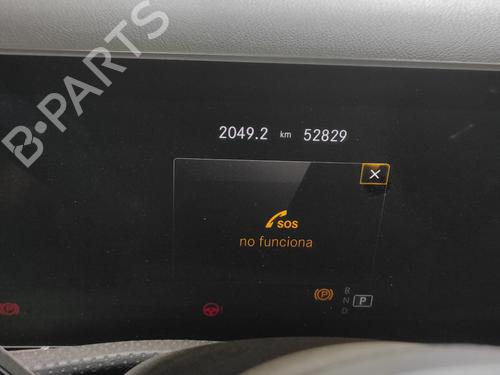 B-PARTS
2049.2 km 52829
X
SOS
no funciona
R
N P
D
(P) (P)